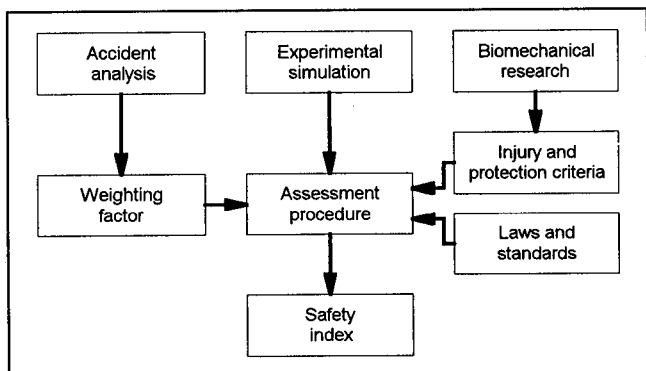 Accident
analysis
Experimental
simulation
Biomechanical
research
Weighting
factor
Assessment
procedure
Injury and
protection criteria
Laws and
standards
Safety
index